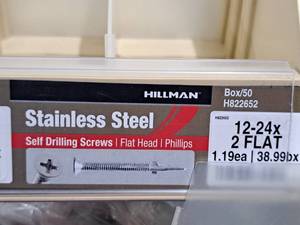 HILLMAN
Box/50
H822652
Stainless Steel
Self Drilling Screws | Flat Head | Phillips
H822652
12-24x
2 FLAT
1.19ea | 38.99bx